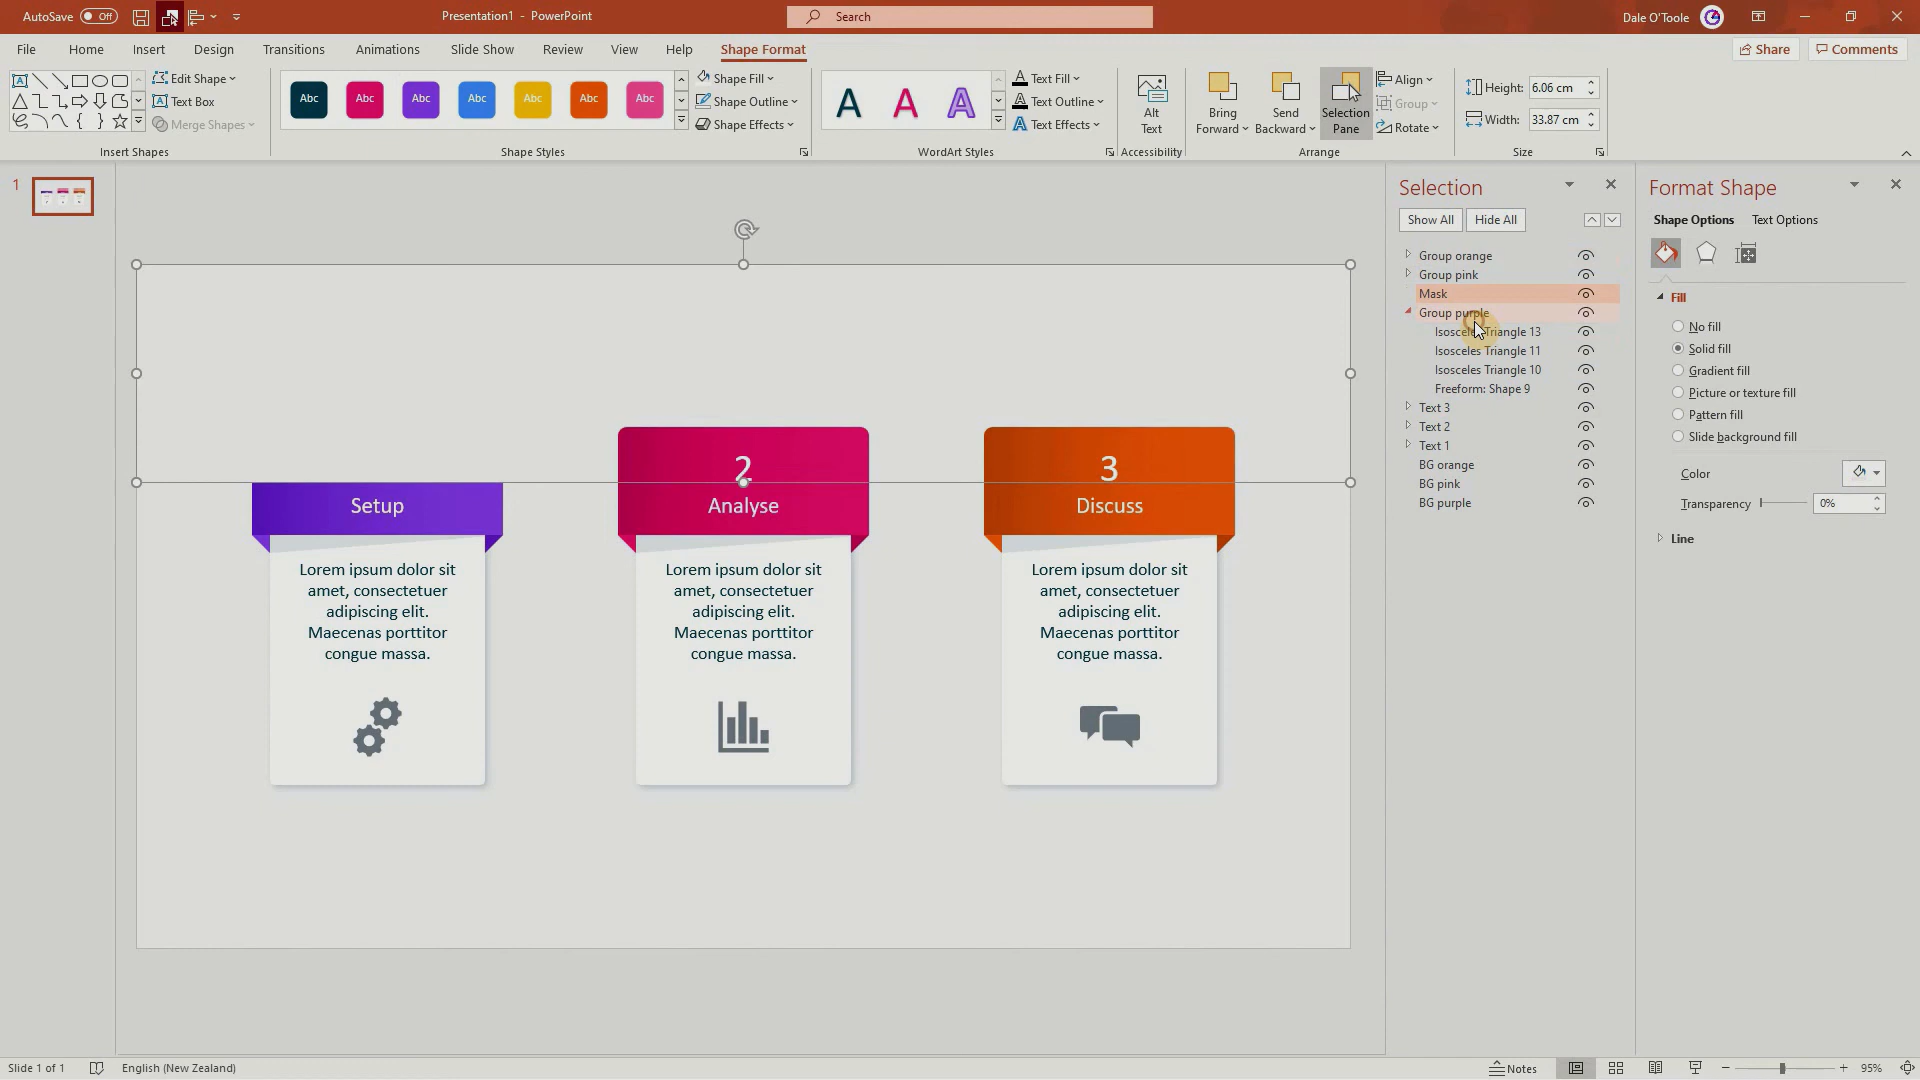 AutoSave Off Presentation1 - PowerPoint Search Dale O'Toole
File Home Insert Design Transitions Animations Slide Show Review View Help Shape Format Share Comments
Edit Shape
Text Box
Merge Shapes
Insert Shapes
Abc Abc Abc Abc Abc Abc Abc
Shape Fill
Shape Outline
Shape Effects
Shape Styles
A A A
Text Fill
Text Outline
Text Effects
WordArt Styles
Alt Text
Accessibility
Bring Forward
Send Backward
Selection Pane
Align
Group
Rotate
Arrange
Height: 6.06 cm
Width: 33.87 cm
Size
1
Setup
Lorem ipsum dolor sit
amet, consectetuer
adipiscing elit.
Maecenas porttitor
congue massa.
2
Analyse
Lorem ipsum dolor sit
amet, consectetuer
adipiscing elit.
Maecenas porttitor
congue massa.
3
Discuss
Lorem ipsum dolor sit
amet, consectetuer
adipiscing elit.
Maecenas porttitor
congue massa.
Selection
Show All Hide All
Group orange
Group pink
Mask
Group purple
Isosceles Triangle 13
Isosceles Triangle 11
Isosceles Triangle 10
Freeform: Shape 9
Text 3
Text 2
Text 1
BG orange
BG pink
BG purple
Format Shape
Shape Options Text Options
Fill
No fill
Solid fill
Gradient fill
Picture or texture fill
Pattern fill
Slide background fill
Color
Transparency 0%
Line
Slide 1 of 1 English (New Zealand) Notes 95%